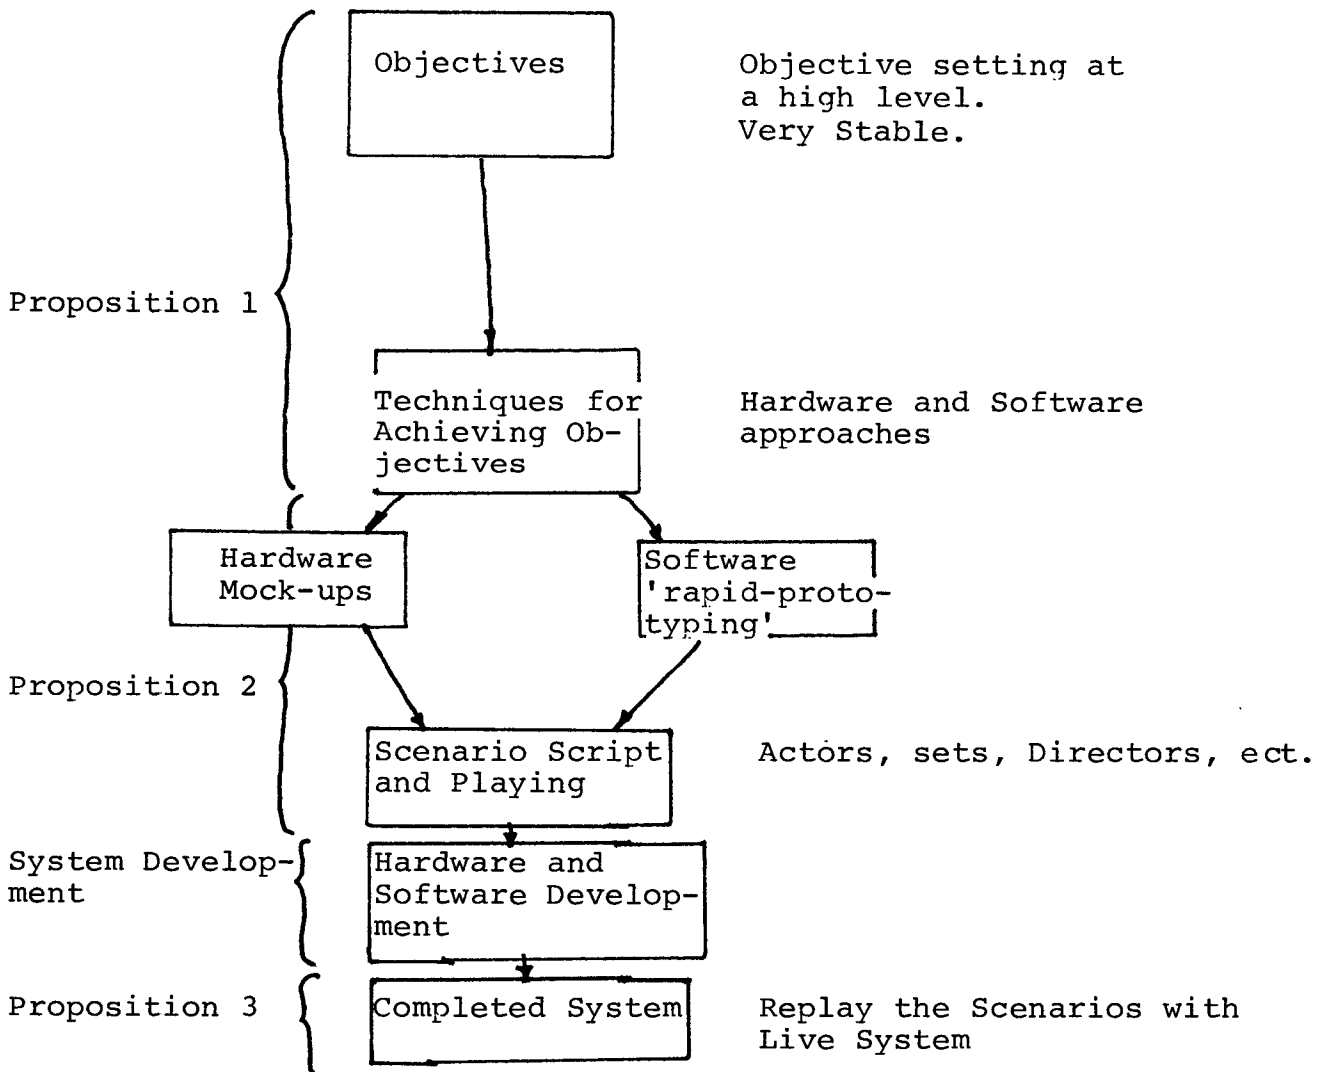 Objectives
Objective setting at
a high level.
Very Stable.
Proposition 1
Techniques for
Achieving Ob-
jectives
Hardware and Software
approaches
Hardware
Mock-ups
Software
'rapid-proto-
typing'
Proposition 2
Scenario Script
and Playing
Actors, sets, Directors, ect.
System Develop-
ment
Hardware and
Software Develop-
ment
Proposition 3
Completed System
Replay the Scenarios with
Live System